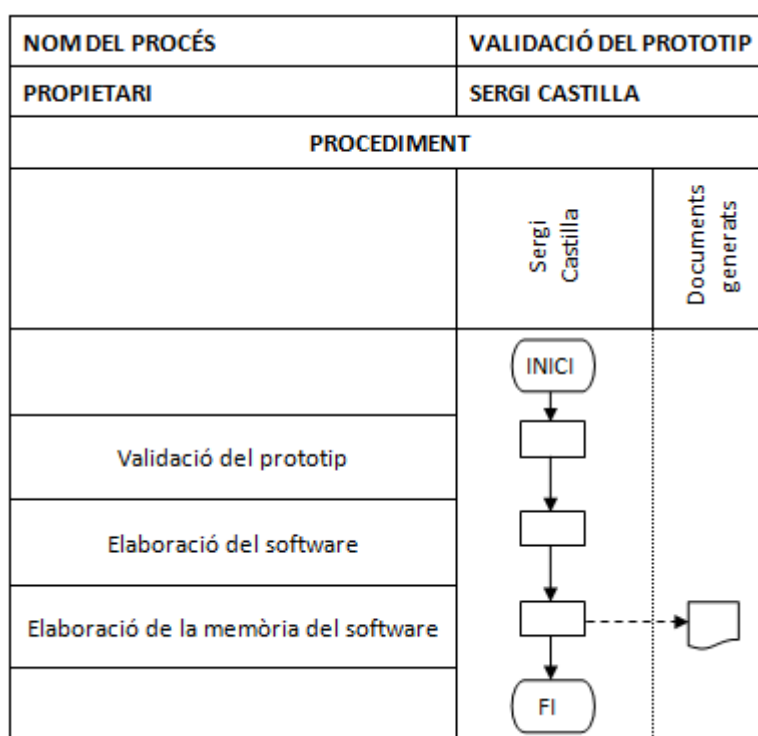 NOM DEL PROCÉS
VALIDACIÓ DEL PROTOTIP
PROPIETARI
SERGI CASTILLA
PROCEDIMENT
Sergi
Castilla
Documents
generats
INICI
Validació del prototip
Elaboració del software
Elaboració de la memòria del software
FI